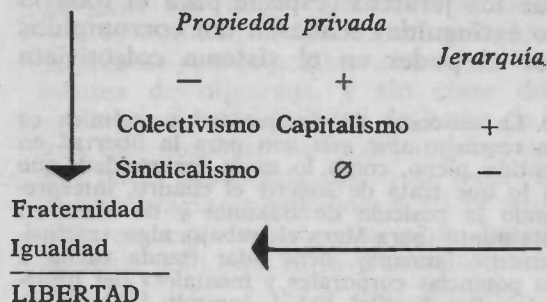 Propiedad privada
Jerarquía
— +
Colectivismo Capitalismo +
Sindicalismo Ø —
Fraternidad
Igualdad
LIBERTAD